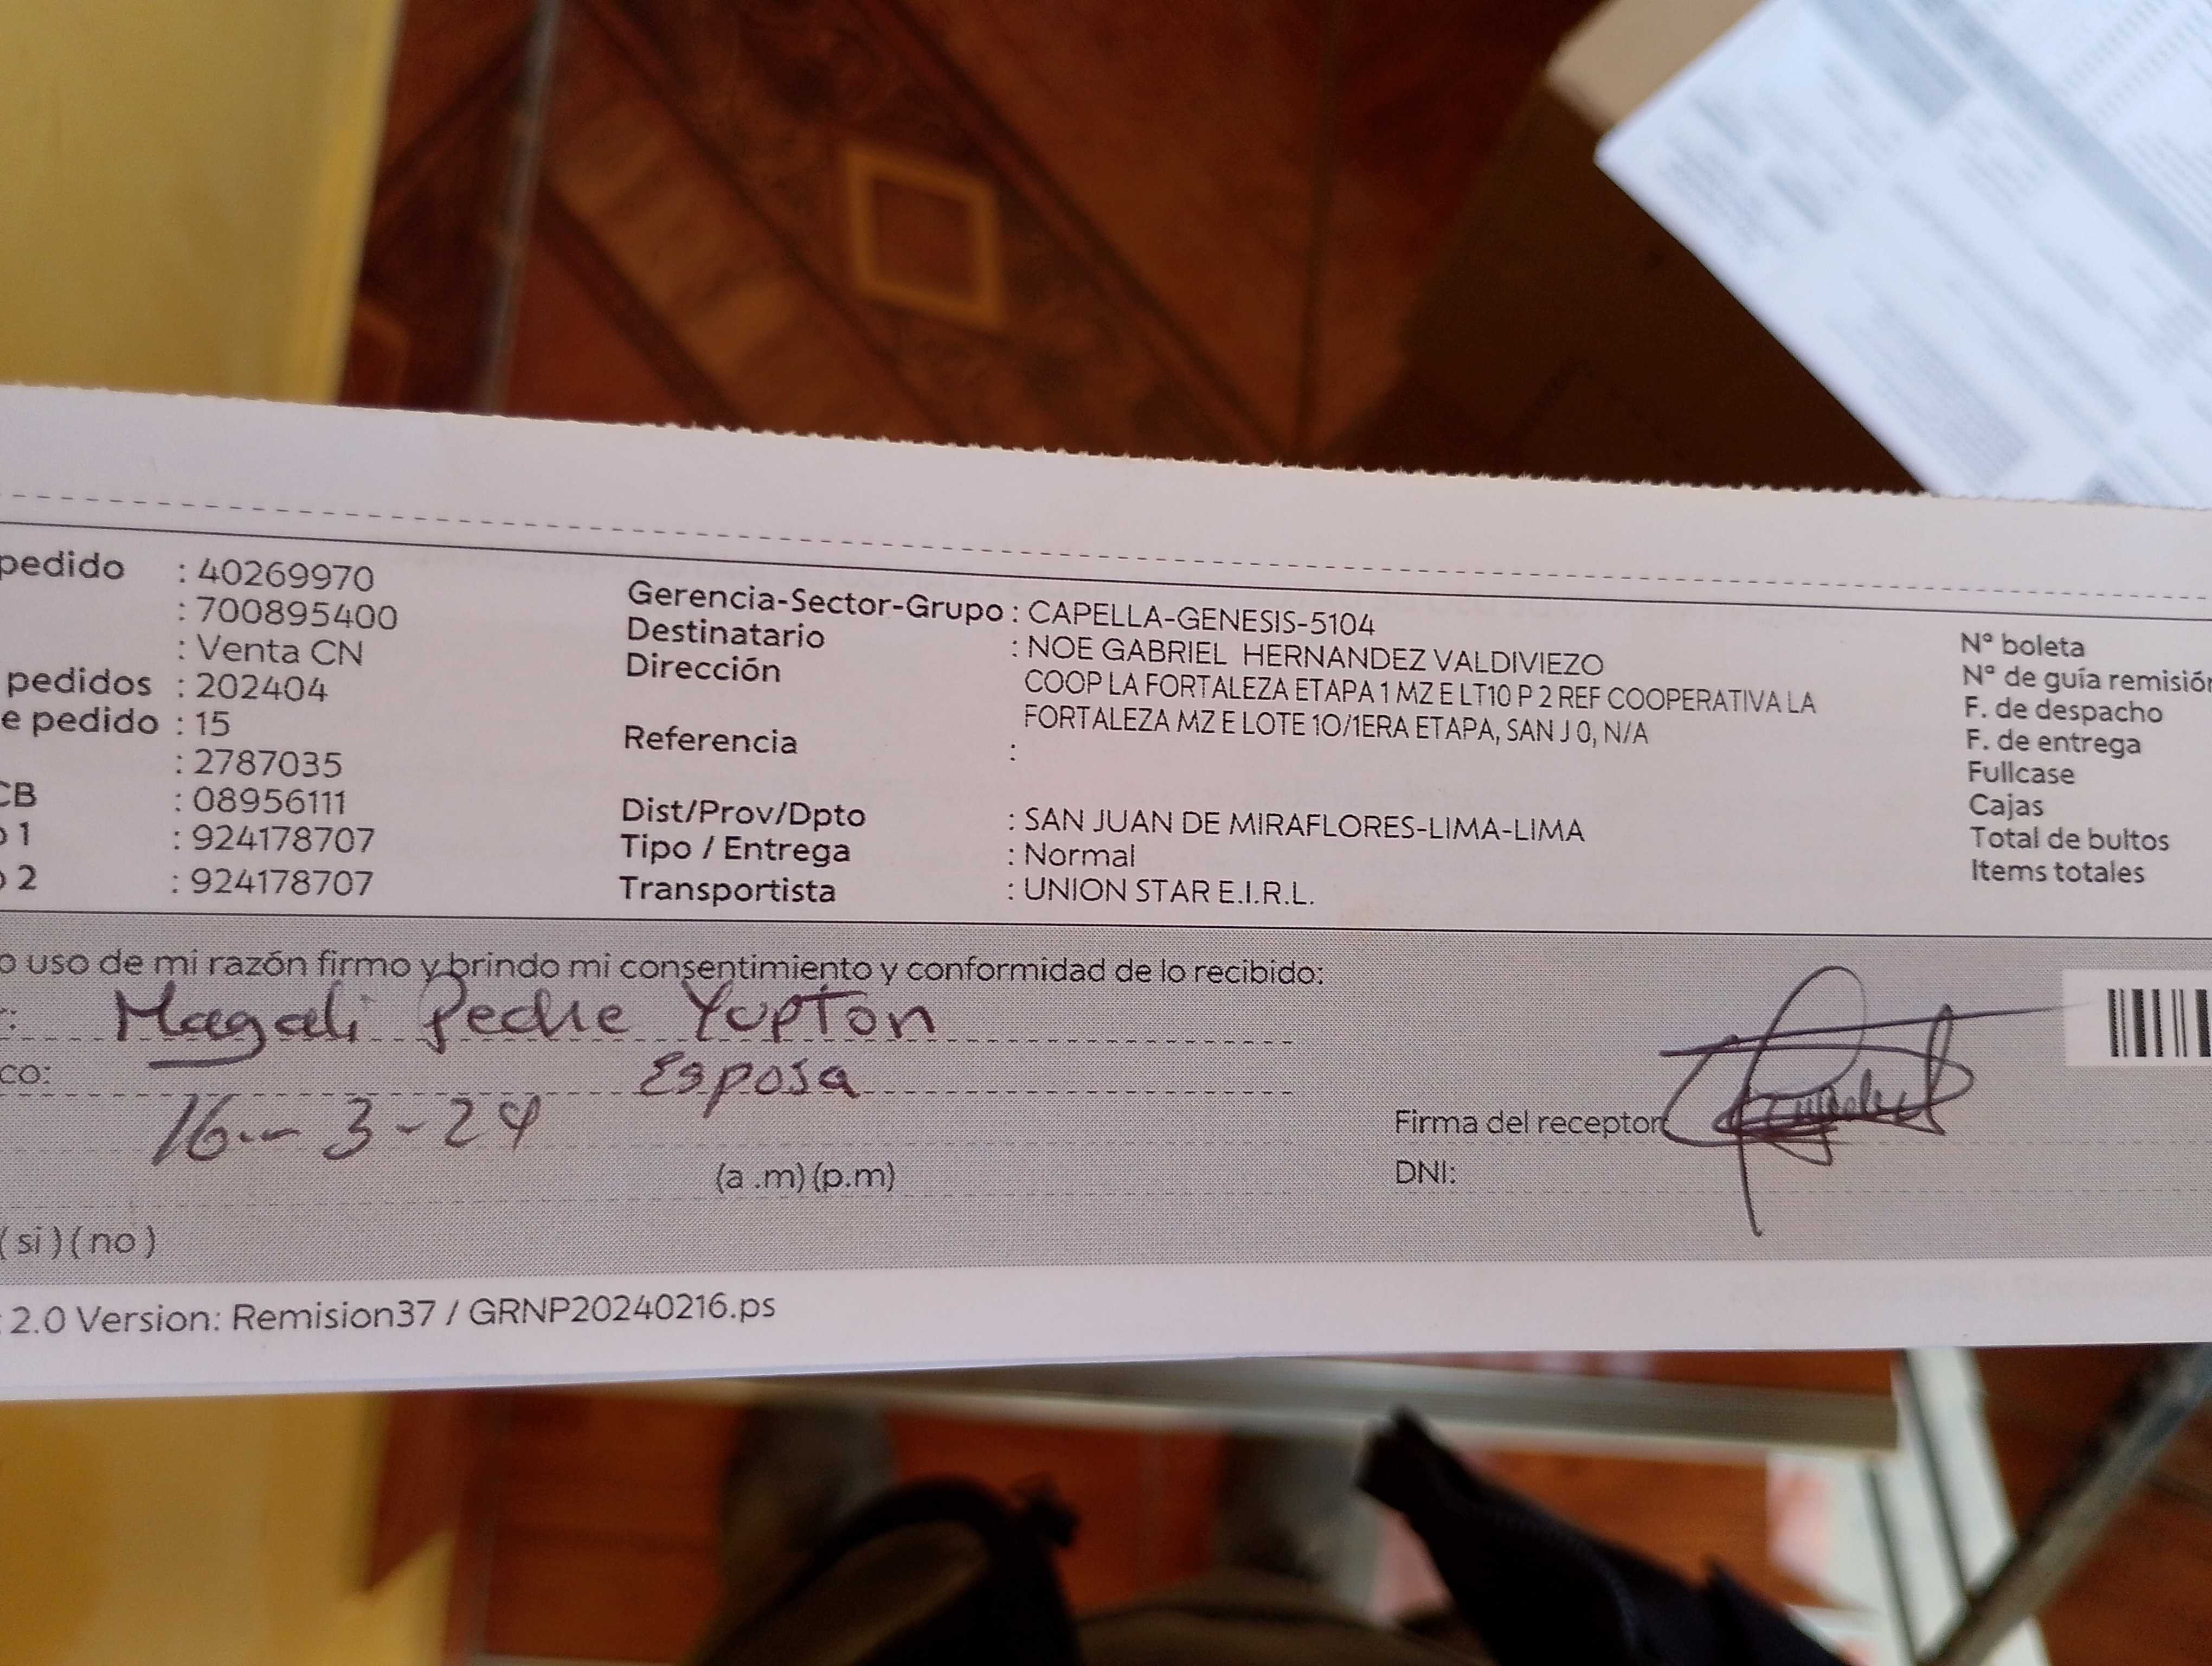 pedido : 40269970
: 700895400
: Venta CN
pedidos : 202404
e pedido : 15
: 2787035
CB : 08956111
o 1 : 924178707
o 2 : 924178707
Gerencia-Sector-Grupo : CAPELLA-GENESIS-5104
Destinatario : NOE GABRIEL HERNANDEZ VALDIVIEZO
Dirección COOP LA FORTALEZA ETAPA 1 MZ E LT10 P 2 REF COOPERATIVA LA
FORTALEZA MZ E LOTE 10/1ERA ETAPA, SAN J 0, N/A
Referencia :
Dist/Prov/Dpto : SAN JUAN DE MIRAFLORES-LIMA-LIMA
Tipo / Entrega : Normal
Transportista : UNION STAR E.I.R.L.
N° boleta
N° de guía remisión
F. de despacho
F. de entrega
Fullcase
Cajas
Total de bultos
Items totales
o uso de mi razón firmo y brindo mi consentimiento y conformidad de lo recibido:
Magali Peche Yupton
co: Esposa
16-3-24
(a .m) (p.m)
(si) (no)
Firma del receptor
DNI:
2.0 Version: Remision37 / GRNP20240216.ps